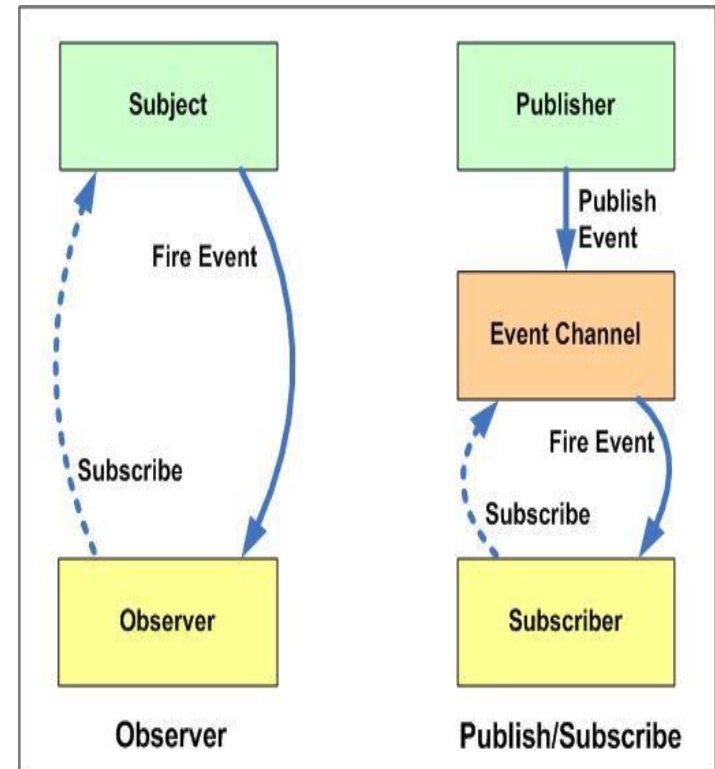 Subject
Fire Event
Subscribe
Observer
Observer
Publisher
Publish
Event
Event Channel
Fire Event
Subscribe
Subscriber
Publish/Subscribe